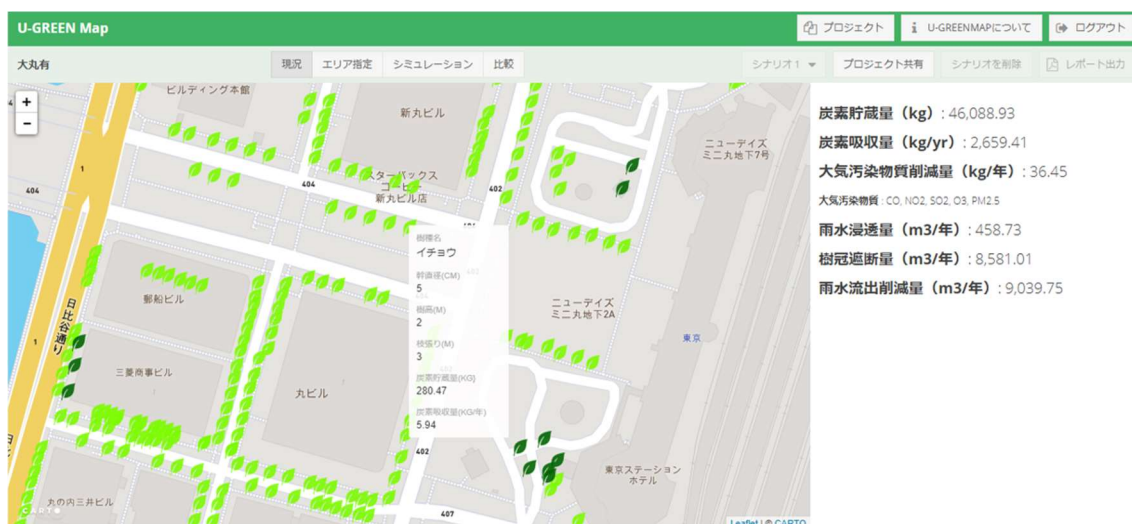 U-GREEN Map
プロジェクト
U-GREENMAPについて
ログアウト
大丸有
現況
エリア指定
シミュレーション
比較
シナリオ1
プロジェクト共有
シナリオを削除
レポート出力
+
−
ビルディング本館
新丸ビル
ニューデイズ
ミニ丸地下7号
1
404
404
スターバックス
コーヒー
新丸ビル店
402
樹種名
イチョウ
幹直径(CM)
5
樹高(M)
2
枝張り(M)
3
炭素貯蔵量(KG)
280.47
炭素吸収量(KG/年)
5.94
郵船ビル
日比谷通り
1
三菱商事ビル
丸ビル
ニューデイズ
ミニ丸地下2A
東京
402
東京ステーション
ホテル
丸の内三井ビル
407
CARTO
Leaflet | © CARTO
炭素貯蔵量（kg）: 46,088.93
炭素吸収量（kg/yr）: 2,659.41
大気汚染物質削減量（kg/年）: 36.45
大気汚染物質 : CO, NO2, SO2, O3, PM2.5
雨水浸透量（m3/年）: 458.73
樹冠遮断量（m3/年）: 8,581.01
雨水流出削減量（m3/年）: 9,039.75